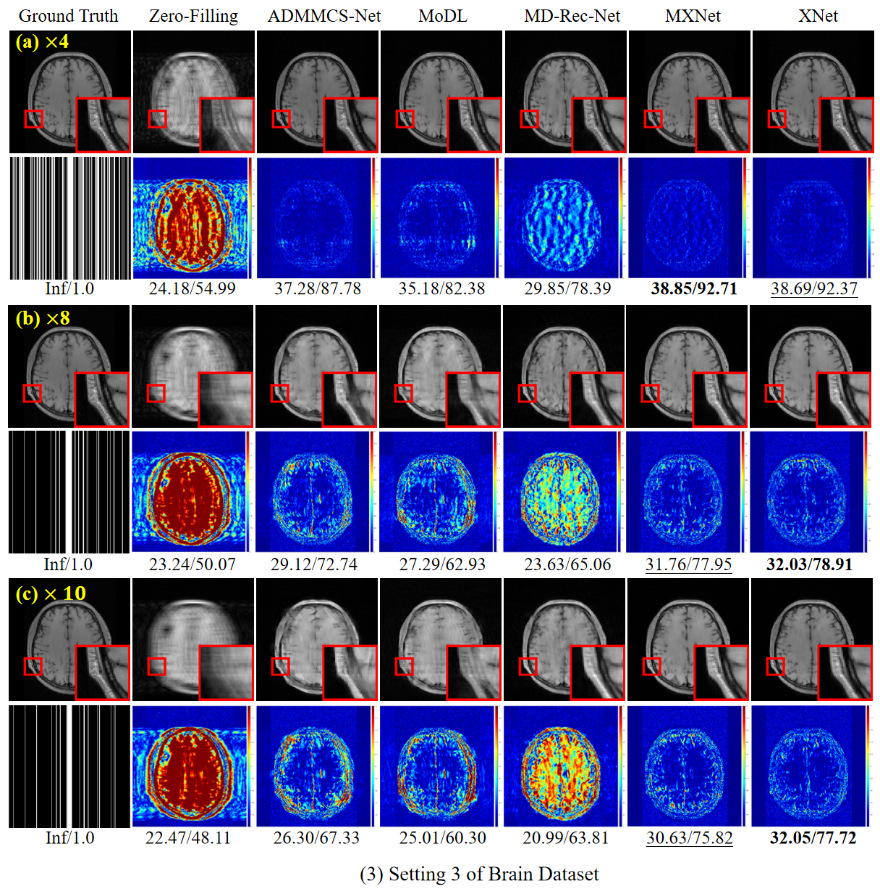 Ground Truth Zero-Filling ADMMCS-Net MoDL MD-Rec-Net MXNet XNet
(a) ×4
Inf/1.0 24.18/54.99 37.28/87.78 35.18/82.38 29.85/78.39 38.85/92.71 38.69/92.37
(b) ×8
Inf/1.0 23.24/50.07 29.12/72.74 27.29/62.93 23.63/65.06 31.76/77.95 32.03/78.91
(c) × 10
Inf/1.0 22.47/48.11 26.30/67.33 25.01/60.30 20.99/63.81 30.63/75.82 32.05/77.72
(3) Setting 3 of Brain Dataset